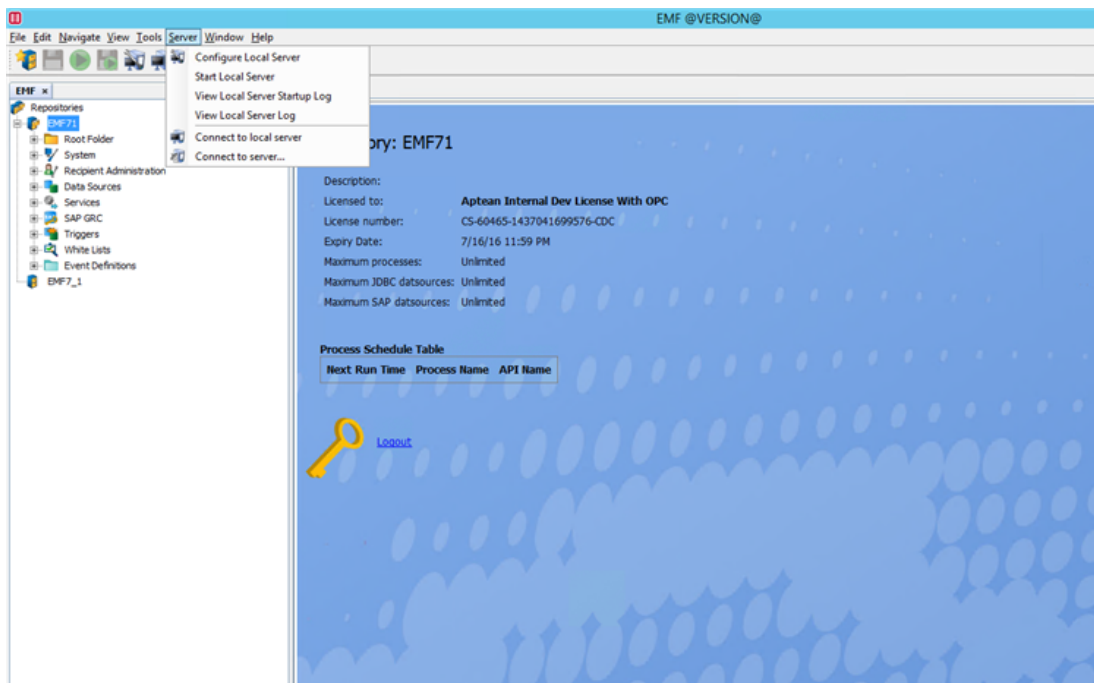 EMF @VERSION@
File Edit Navigate View Tools Server Window Help
Configure Local Server
Start Local Server
View Local Server Startup Log
View Local Server Log
Connect to local server
Connect to server...
EMF x
Repositories
EMF71
Root Folder
System
Recipient Administration
Data Sources
Services
SAP GRC
Triggers
White Lists
Event Definitions
EMF7_1
ory: EMF71
Description:
Licensed to: Aptean Internal Dev License With OPC
License number: CS-60465-1437041699576-CDC
Expiry Date: 7/16/16 11:59 PM
Maximum processes: Unlimited
Maximum JDBC datsources: Unlimited
Maximum SAP datsources: Unlimited
Process Schedule Table
Next Run Time Process Name API Name
Logout